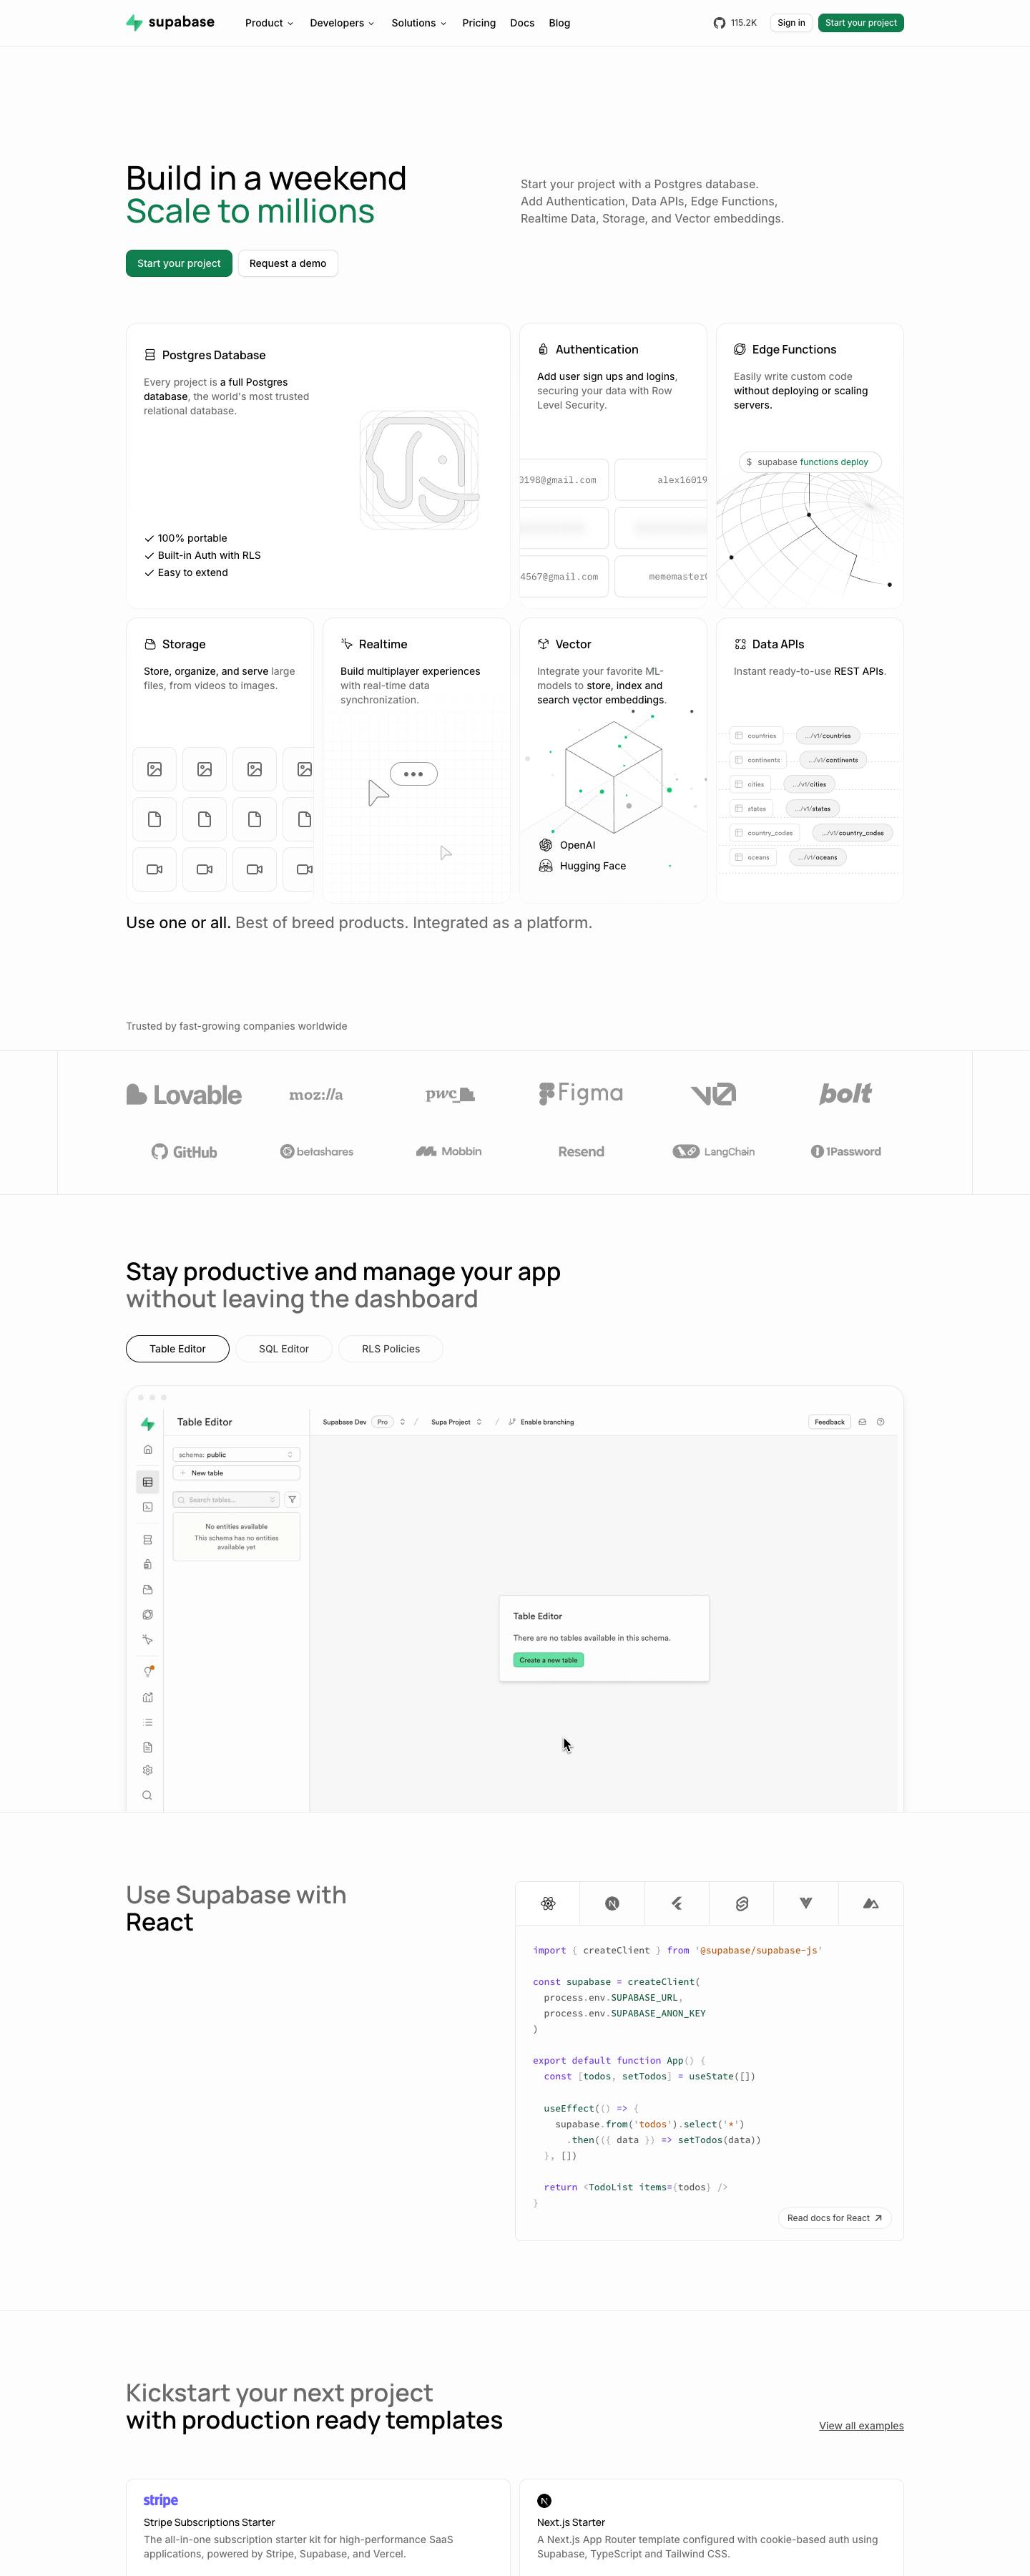 supabase
Product
Developers
Solutions
Pricing
Docs
Blog
115.2K
Sign in
Start your project
Build in a weekend
Scale to millions
Start your project with a Postgres database.
Add Authentication, Data APIs, Edge Functions,
Realtime Data, Storage, and Vector embeddings.
Start your project
Request a demo
Postgres Database
Every project is a full Postgres
database, the world's most trusted
relational database.
100% portable
Built-in Auth with RLS
Easy to extend
Authentication
Add user sign ups and logins,
securing your data with Row
Level Security.
0198@gmail.com
alex16019
4567@gmail.com
mememaster
Edge Functions
Easily write custom code
without deploying or scaling
servers.
$ supabase functions deploy
Storage
Store, organize, and serve large
files, from videos to images.
Realtime
Build multiplayer experiences
with real-time data
synchronization.
Vector
Integrate your favorite ML-
models to store, index and
search vector embeddings.
OpenAI
Hugging Face
Data APIs
Instant ready-to-use REST APIs.
countries .../v1/countries
continents .../v1/continents
cities .../v1/cities
states .../v1/states
country_codes .../v1/country_codes
oceans .../v1/oceans
Use one or all. Best of breed products. Integrated as a platform.
Trusted by fast-growing companies worldwide
Lovable
moz://a
pwc
Figma
v0
bolt
GitHub
betashares
Mobbin
Resend
LangChain
1Password
Stay productive and manage your app
without leaving the dashboard
Table Editor
SQL Editor
RLS Policies
Table Editor
Supabase Dev Pro / Supa Project / Enable branching
Feedback
schema: public
+ New table
Search tables...
No entities available
This schema has no entities
available yet
Table Editor
There are no tables available in this schema.
Create a new table
Use Supabase with
React
import { createClient } from '@supabase/supabase-js'
const supabase = createClient(
process.env.SUPABASE_URL,
process.env.SUPABASE_ANON_KEY
)
export default function App() {
const [todos, setTodos] = useState([])
useEffect(() => {
supabase.from('todos').select('*')
.then(({ data }) => setTodos(data))
}, [])
return <TodoList items={todos} />
}
Read docs for React
Kickstart your next project
with production ready templates
View all examples
stripe
Stripe Subscriptions Starter
The all-in-one subscription starter kit for high-performance SaaS
applications, powered by Stripe, Supabase, and Vercel.
N
Next.js Starter
A Next.js App Router template configured with cookie-based auth using
Supabase, TypeScript and Tailwind CSS.